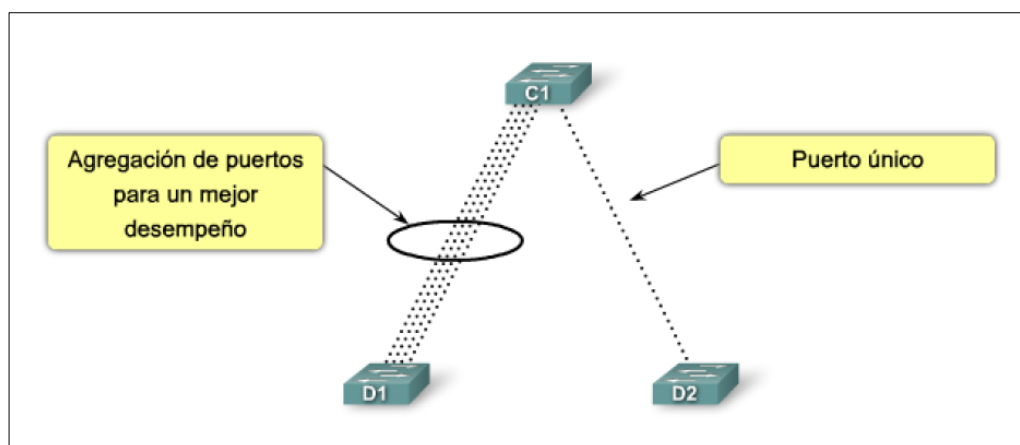 C1
Agregación de puertos
para un mejor
desempeño
Puerto único
D1
D2